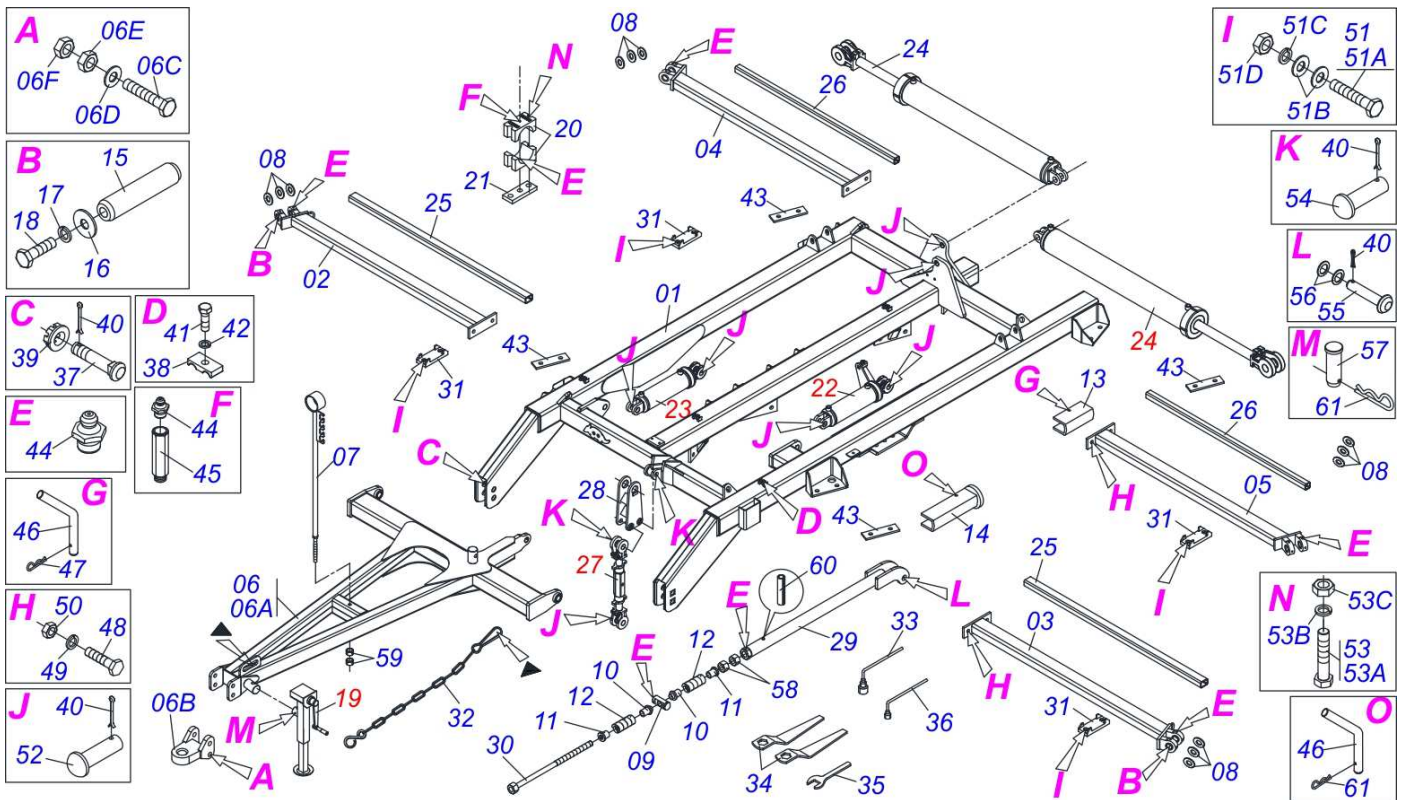 A
06E
06F
06C
06D
B
15
17
18
16
C
40
39
37
D
41
42
38
E
44
F
44
45
G
46
47
H
50
48
49
J
40
52
08
E
N
F
20
E
21
04
26
24
08
E
B
02
25
31
I
43
01
J
J
J
43
31
I
J
J
23
22
J
J
C
07
28
K
K
27
J
D
O
14
43
G
13
24
43
26
08
H
05
E
31
I
25
03
H
31
I
B
08
E
06
06A
06B
59
M
19
A
32
60
E
L
29
12
E
10
12
11
30
09
10
11
58
33
36
34
35
I
51C
51
51A
51D
51B
K
40
54
L
40
56
55
M
57
61
N
53C
53B
53
53A
O
46
61